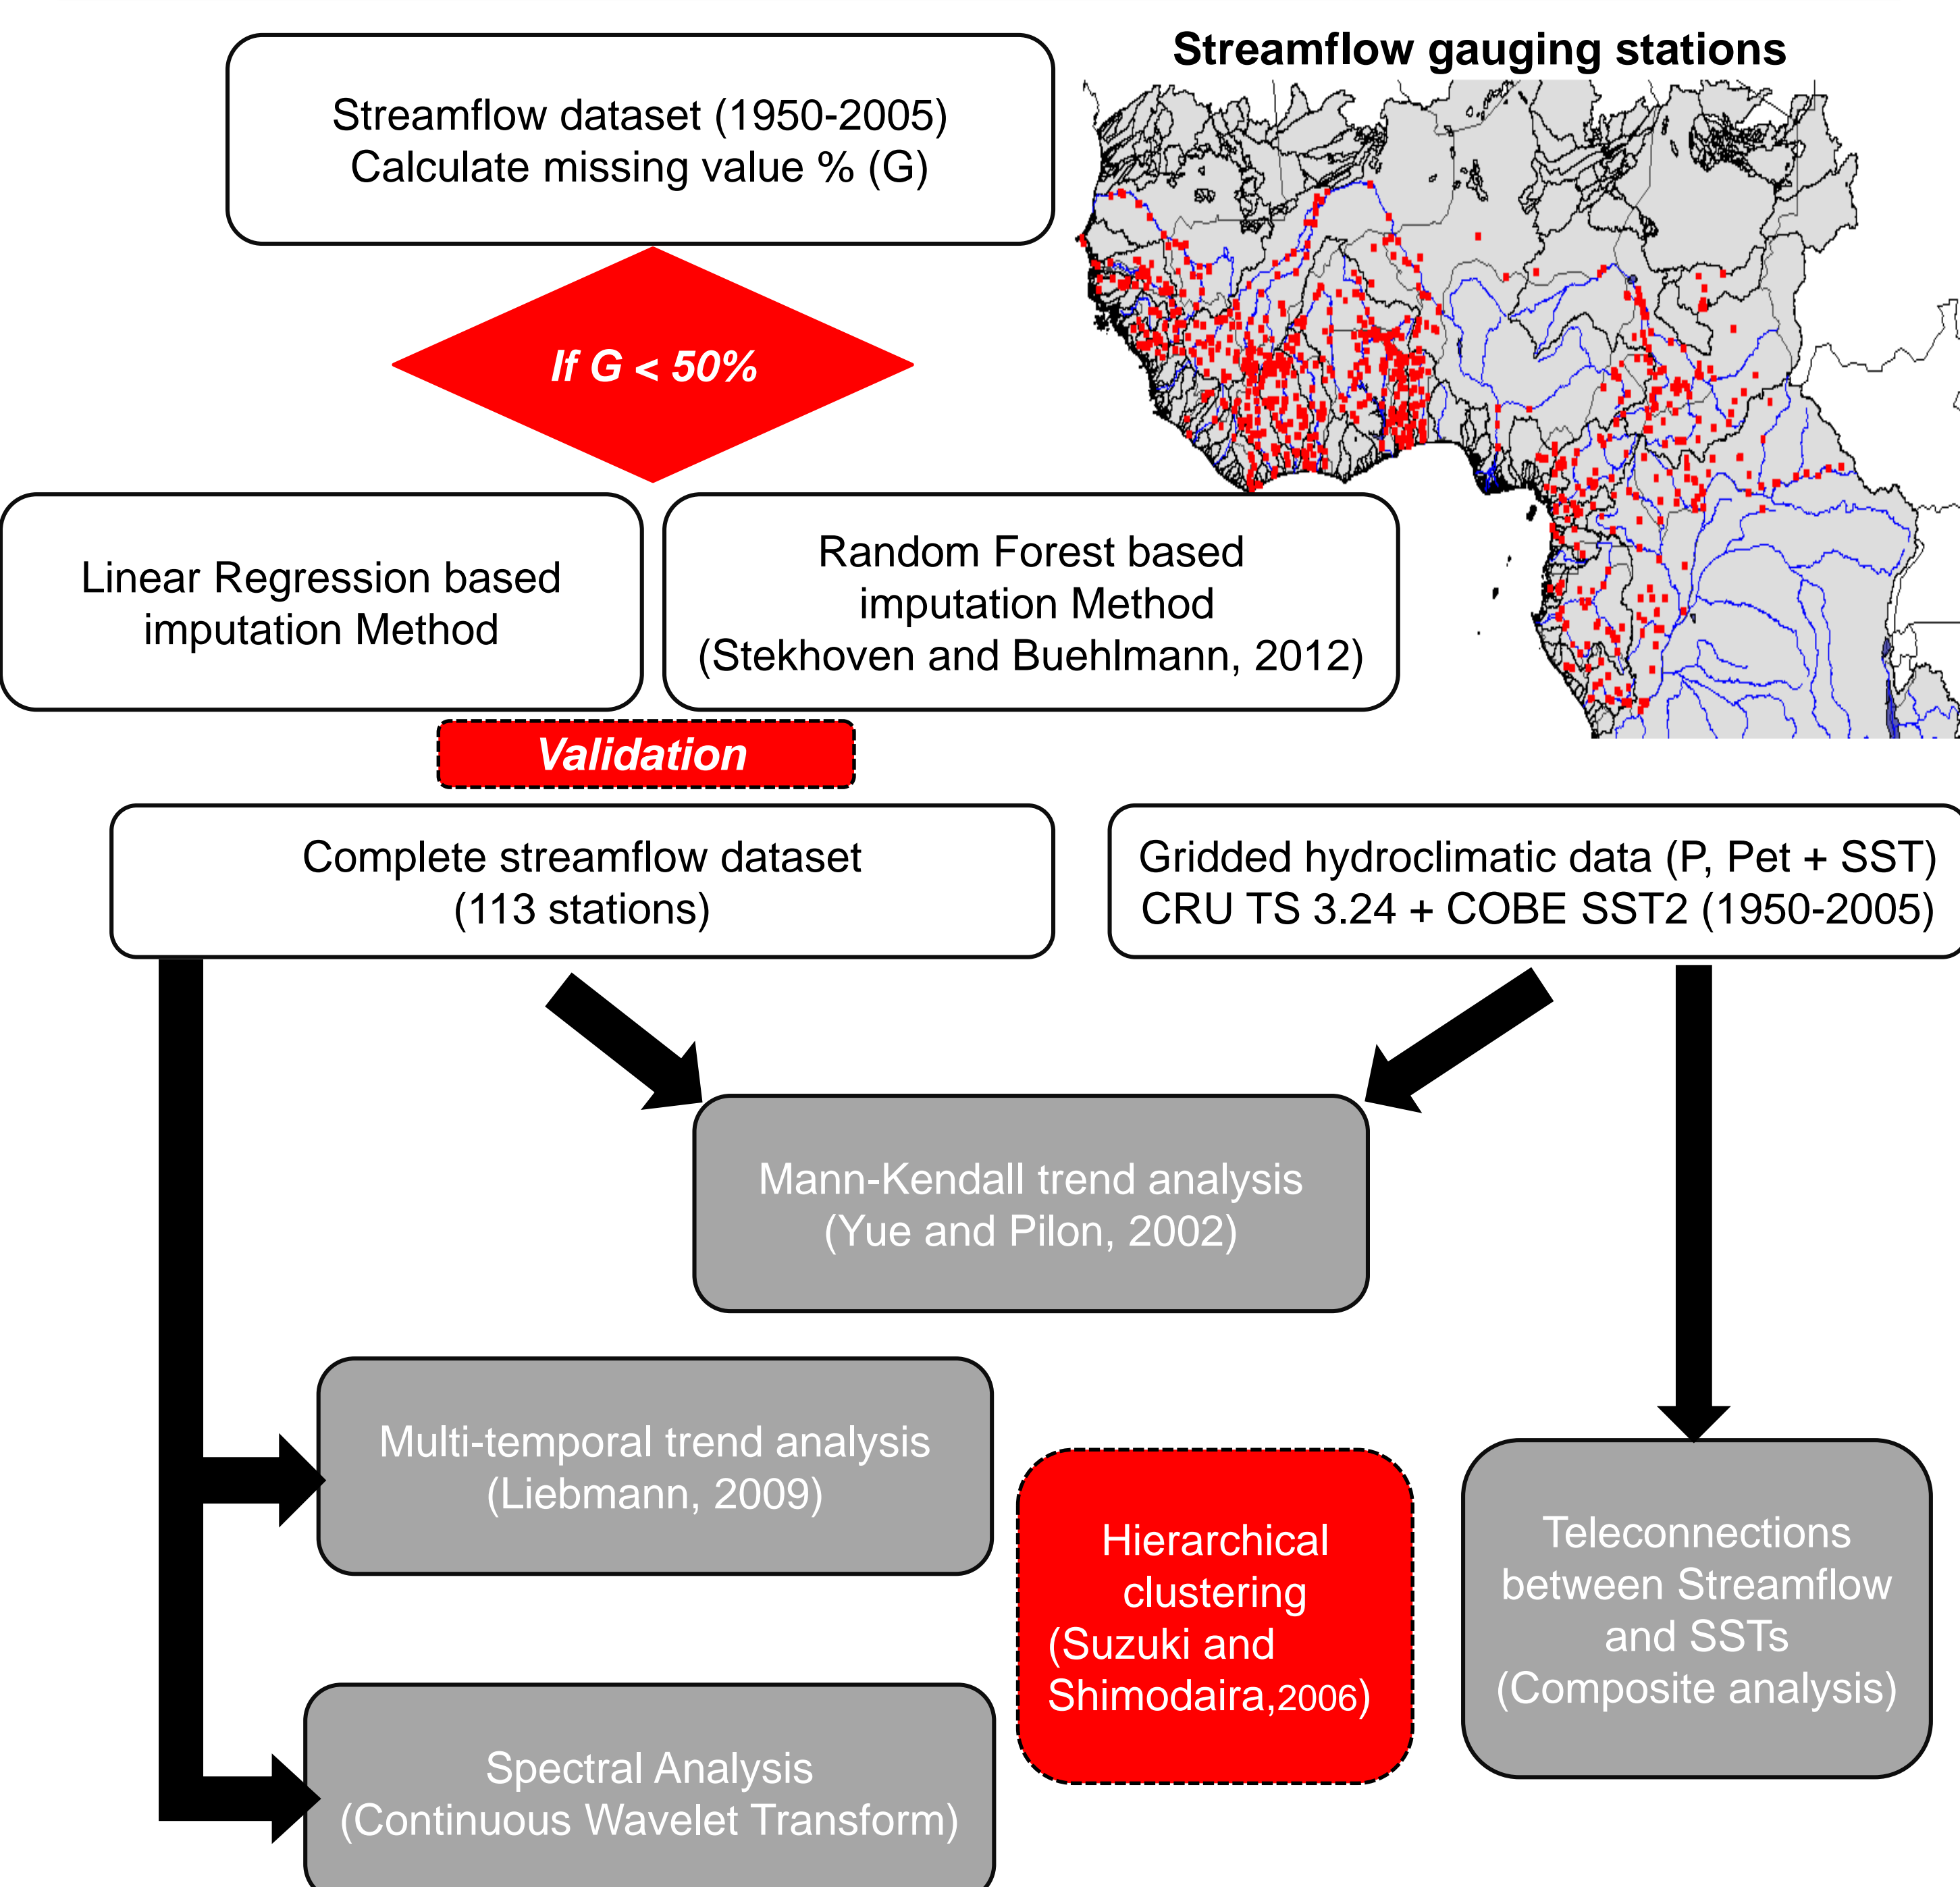 Streamflow gauging stations
Streamflow dataset (1950-2005)
Calculate missing value % (G)
If G < 50%
Linear Regression based
imputation Method
Random Forest based
imputation Method
(Stekhoven and Buehlmann, 2012)
Validation
Complete streamflow dataset
(113 stations)
Gridded hydroclimatic data (P, Pet + SST)
CRU TS 3.24 + COBE SST2 (1950-2005)
Mann-Kendall trend analysis
(Yue and Pilon, 2002)
Multi-temporal trend analysis
(Liebmann, 2009)
Hierarchical
clustering
(Suzuki and
Shimodaira,2006)
Teleconnections
between Streamflow
and SSTs
(Composite analysis)
Spectral Analysis
(Continuous Wavelet Transform)